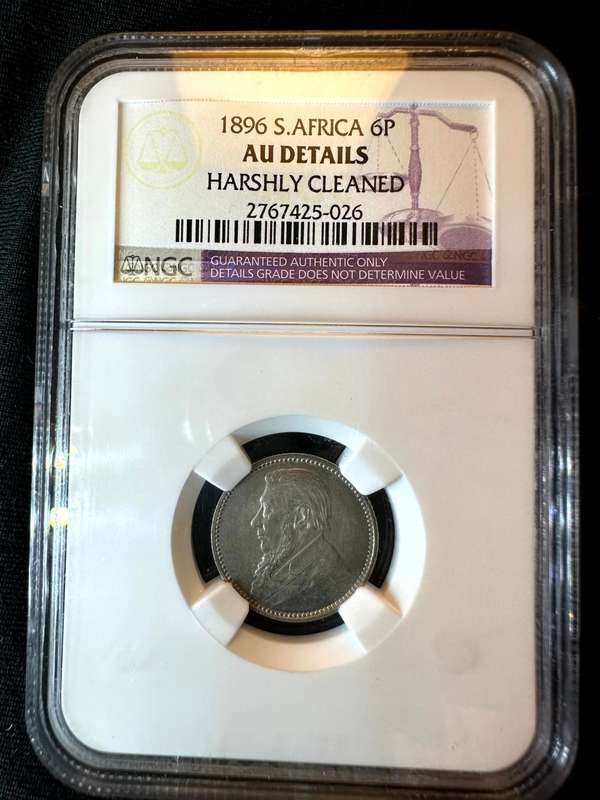 1896 S.AFRICA 6P
AU DETAILS
HARSHLY CLEANED
2767425-026
NGC
GUARANTEED AUTHENTIC ONLY
DETAILS GRADE DOES NOT DETERMINE VALUE